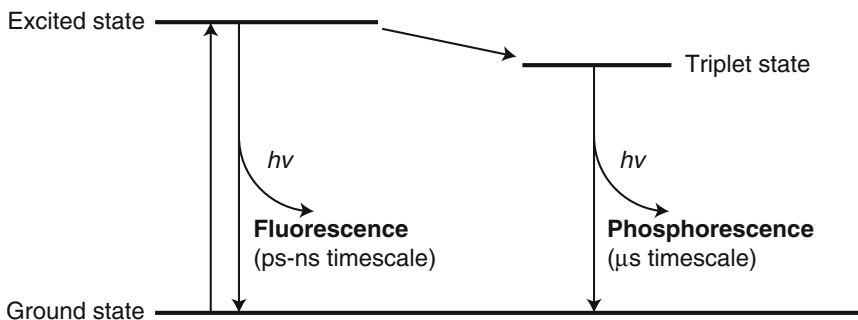 Excited state
Triplet state
hv
hv
Fluorescence
(ps-ns timescale)
Phosphorescence
(μs timescale)
Ground state